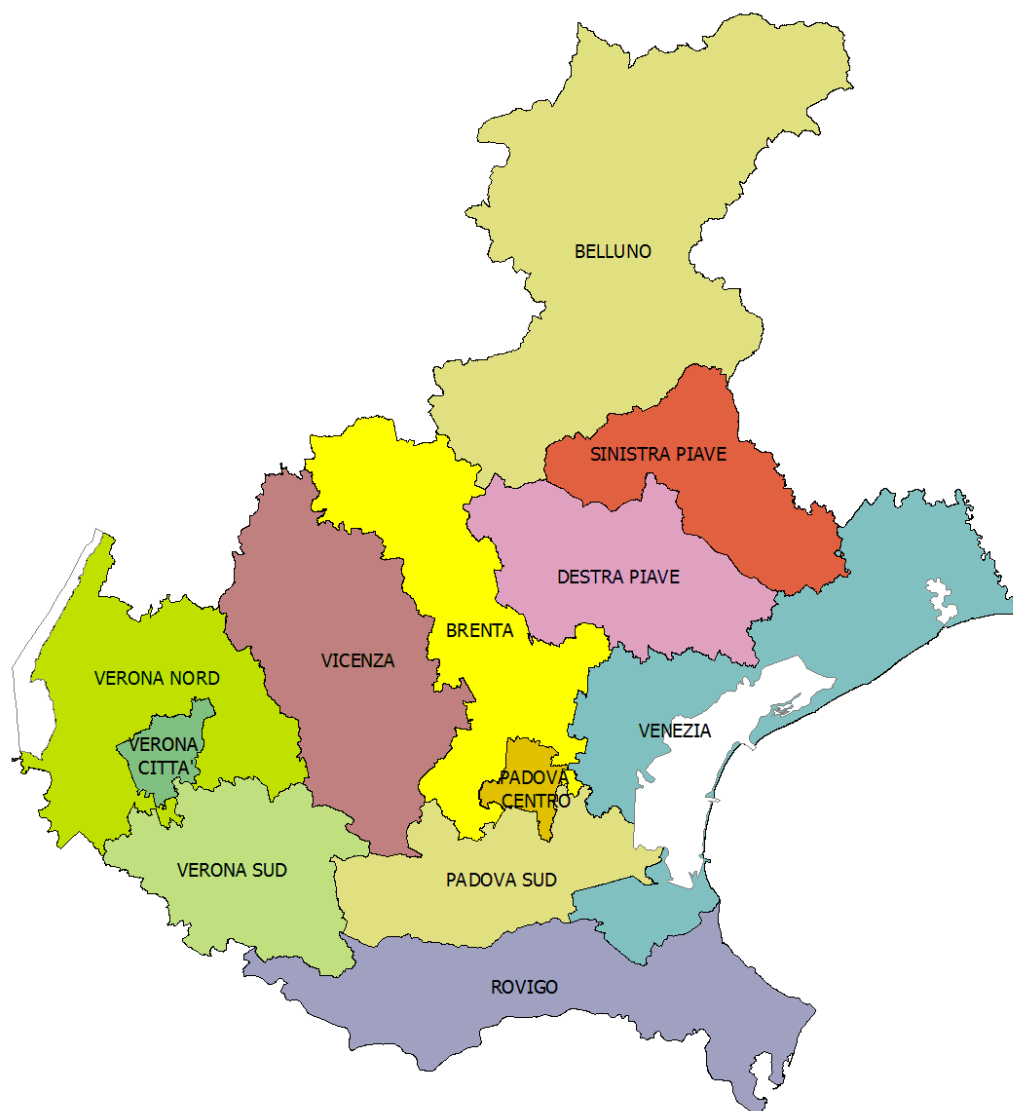 BELLUNO
SINISTRA PIAVE
DESTRA PIAVE
BRENTA
VICENZA
VERONA NORD
VENEZIA
VERONA
CITTA'
PADOVA
CENTRO
VERONA SUD
PADOVA SUD
ROVIGO